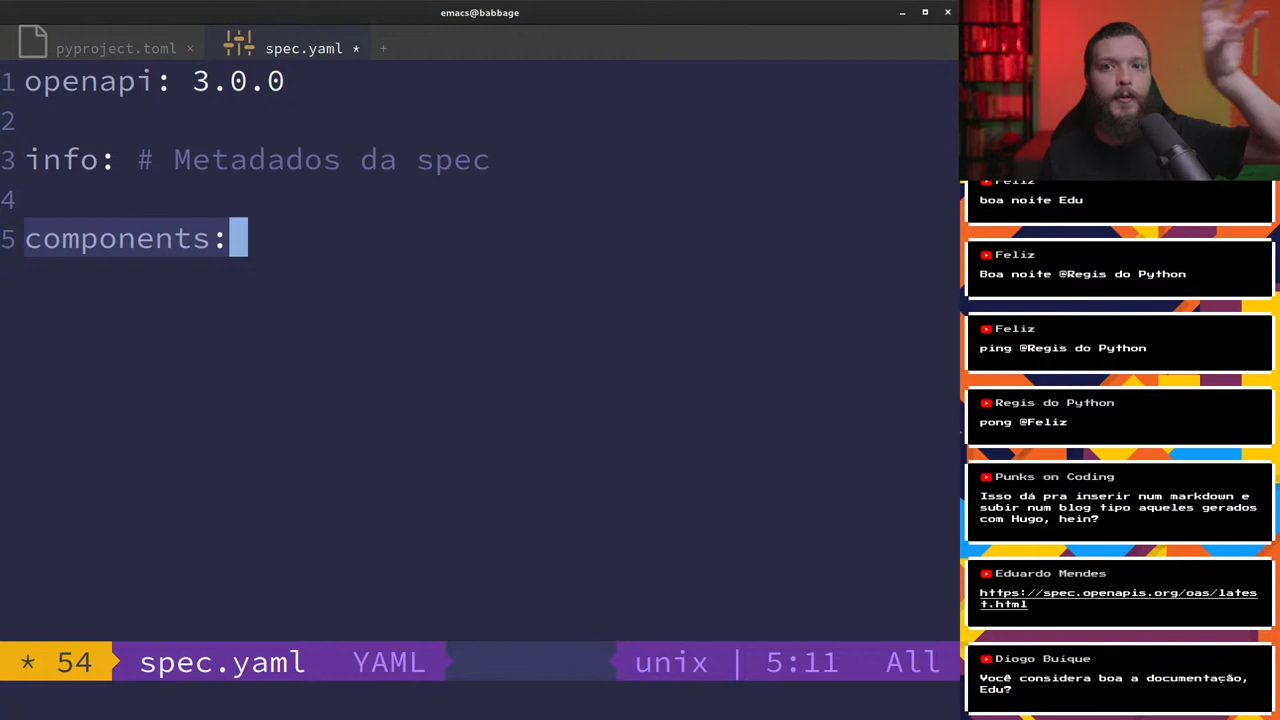 emacs@babbage
pyproject.toml ×
spec.yaml * +
1 openapi: 3.0.0
2
3 info: # Metadados da spec
4
5 components:
* 54 spec.yaml YAML unix | 5:11 All
Feliz
boa noite Edu
Feliz
Boa noite @Regis do Python
Feliz
ping @Regis do Python
Regis do Python
pong @Feliz
Punks on Coding
Isso dá pra inserir num markdown e
subir num blog tipo aqueles gerados
com Hugo, hein?
Eduardo Mendes
https://spec.openapis.org/oas/lates
t.html
Diogo Buique
Você considera boa a documentação,
Edu?